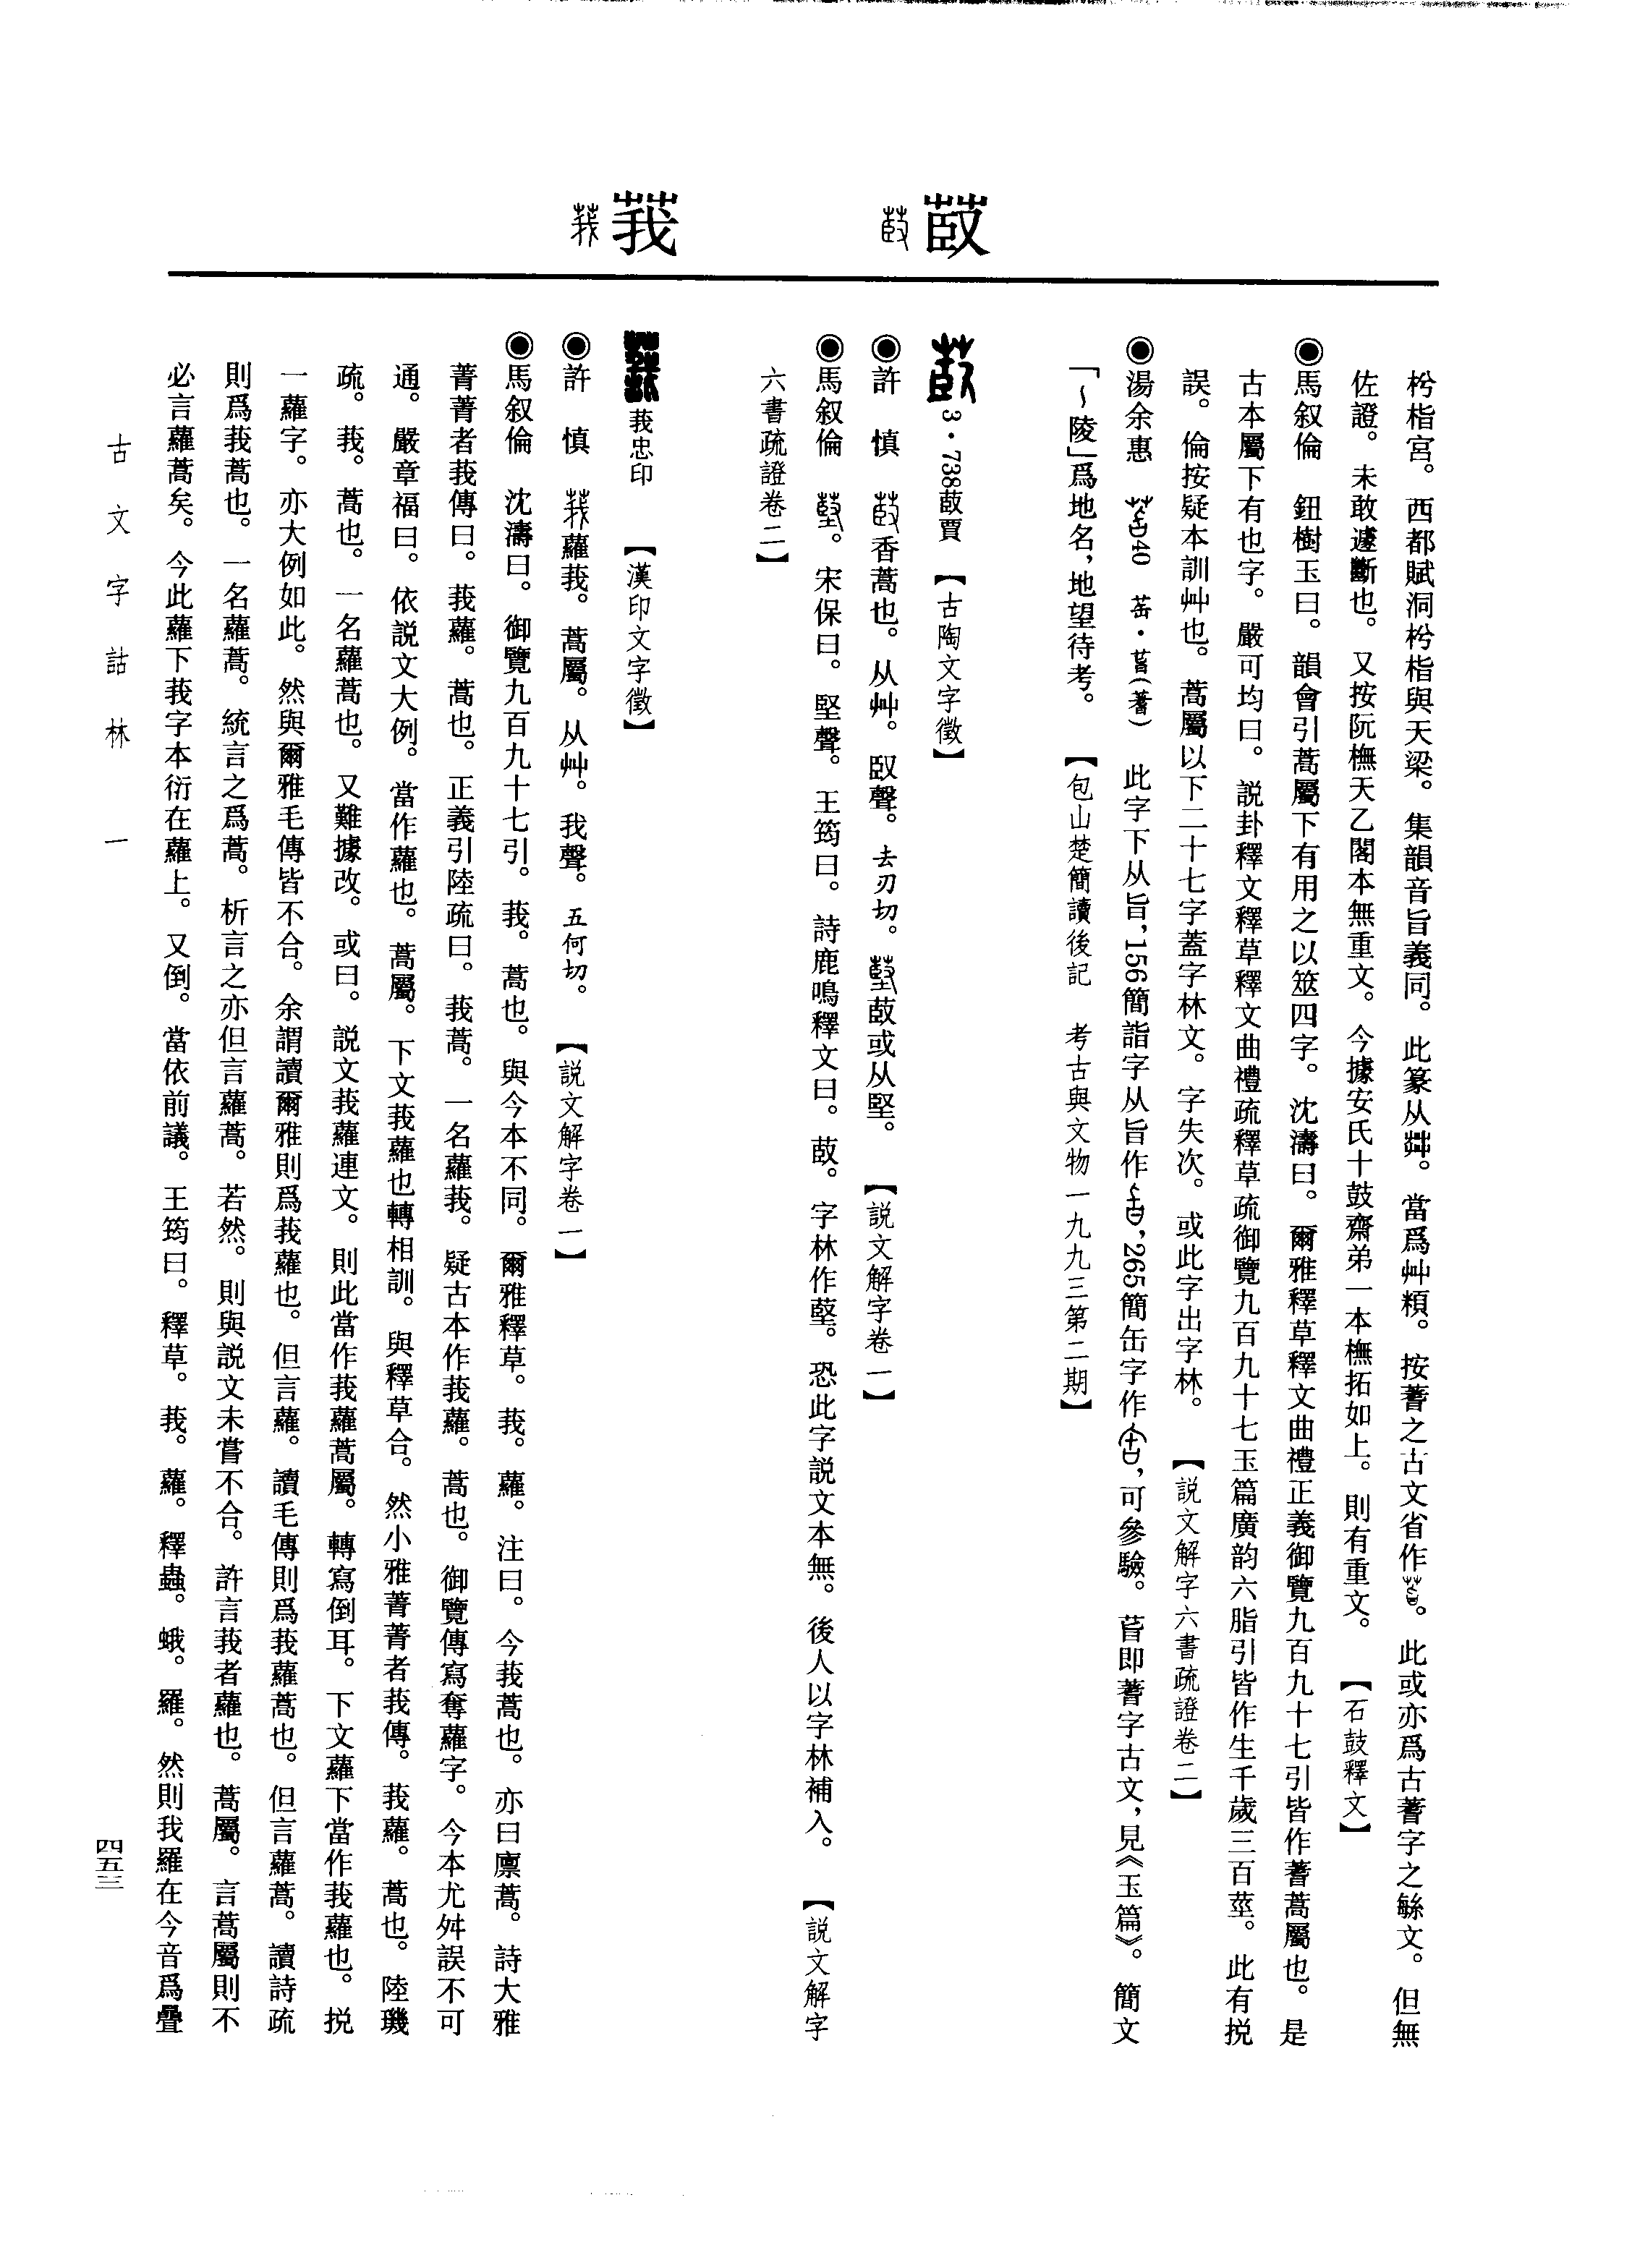 菣
莪
枍栺宮。西都賦洞枍栺與天梁。集韻音旨義同。此篆从茻。當爲艸頪。按蓍之古文省作。此或亦爲古蓍字之緐文。但無
佐證。未敢遽斷也。又按阮橅天乙閣本無重文。今據安氏十鼓齋弟一本橅拓如上。則有重文。【石鼓釋文】
◉馬叙倫　鈕樹玉曰。韻會引蒿屬下有用之以筮四字。沈濤曰。爾雅釋草釋文曲禮正義御覽九百九十七引皆作蓍蒿屬也。是
古本屬下有也字。嚴可均曰。説卦釋文釋草釋文曲禮疏釋草疏御覽九百九十七玉篇廣韵六脂引皆作生千歲三百莖。此有挩
誤。倫按疑本訓艸也。蒿屬以下二十七字蓋字林文。字失次。或此字出字林。【説文解字六書疏證卷二】
◉湯余惠　40　䓃・萅（蓍）　此字下从旨，156簡詣字从旨作，265簡缶字作，可參驗。萅即蓍字古文，見《玉篇》。簡文
「～陵」爲地名，地望待考。【包山楚簡讀後記　考古與文物一九九三第二期】
3・738菣賈　【古陶文字徵】
◉許　慎　香蒿也。从艸。臤聲。去刃切。菣或从堅。【説文解字卷一】
◉馬叙倫　。宋保曰。堅聲。王筠曰。詩鹿鳴釋文曰。菣。字林作䕙。恐此字説文本無。後人以字林補入。【説文解字
六書疏證卷二】
莪忠印　【漢印文字徵】
◉許　慎　蘿莪。蒿屬。从艸。我聲。五何切。【説文解字卷一】
◉馬叙倫　沈濤曰。御覽九百九十七引。莪。蒿也。與今本不同。爾雅釋草。莪。蘿。注曰。今莪蒿也。亦曰廩蒿。詩大雅
菁菁者莪傳曰。莪蘿。蒿也。正義引陸疏曰。莪蒿。一名蘿莪。疑古本作莪蘿。蒿也。御覽傳寫奪蘿字。今本尤舛誤不可
通。嚴章福曰。依説文大例。當作蘿也。蒿屬。下文莪蘿也轉相訓。與釋草合。然小雅菁菁者莪傳。莪蘿。蒿也。陸璣
疏。莪。蒿也。一名蘿蒿也。又難據改。或曰。説文莪蘿連文。則此當作莪蘿蒿屬。轉寫倒耳。下文蘿下當作莪蘿也。挩
一蘿字。亦大例如此。然與爾雅毛傳皆不合。余謂讀爾雅則爲莪蘿也。但言蘿。讀毛傳則爲莪蘿蒿也。但言蘿蒿。讀詩疏
則爲莪蒿也。一名蘿蒿。統言之爲蒿。析言之亦但言蘿蒿。若然。則與説文未嘗不合。許言莪者蘿也。蒿屬。言蒿屬則不
必言蘿蒿矣。今此蘿下莪字本衍在蘿上。又倒。當依前議。王筠曰。釋草。莪。蘿。釋蟲。蛾。羅。然則我羅在今音爲疊
古文字詁林　一
四五三